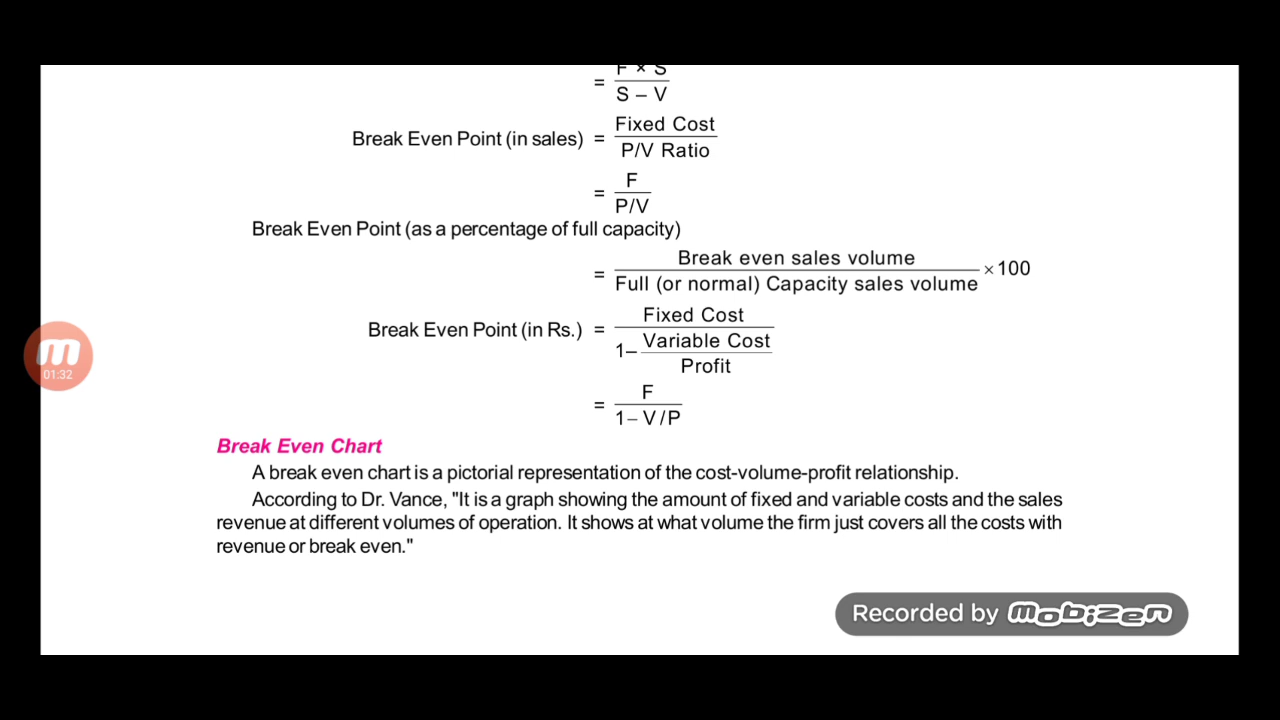 = F × S
S – V
Break Even Point (in sales) = Fixed Cost
P/V Ratio
= F
P/V
Break Even Point (as a percentage of full capacity)
= Break even sales volume × 100
Full (or normal) Capacity sales volume
Break Even Point (in Rs.) = Fixed Cost
1– Variable Cost
Profit
= F
1– V/P
Break Even Chart
A break even chart is a pictorial representation of the cost-volume-profit relationship.
According to Dr. Vance, "It is a graph showing the amount of fixed and variable costs and the sales
revenue at different volumes of operation. It shows at what volume the firm just covers all the costs with
revenue or break even."
m
01:32
Recorded by mobizen